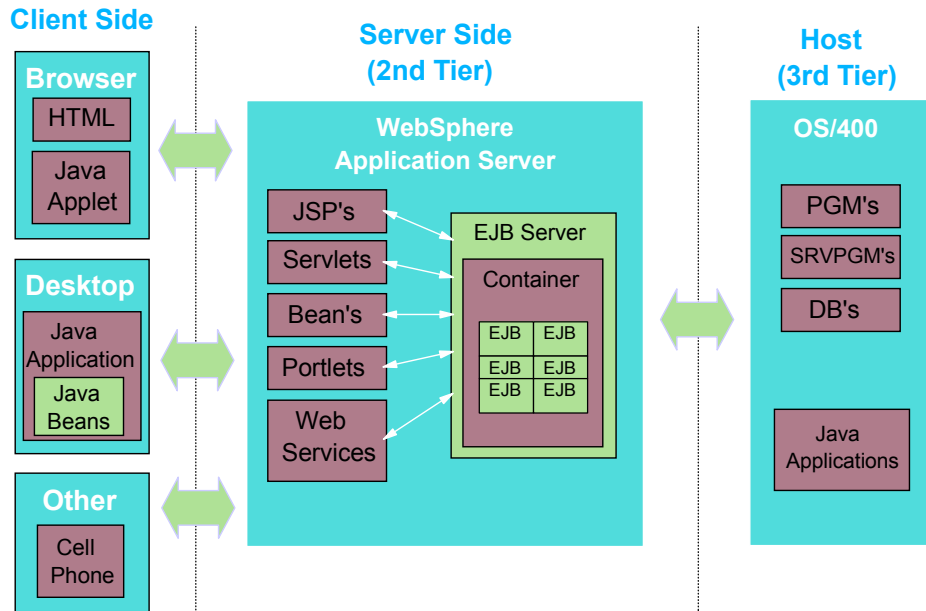 Client Side
Browser
HTML
Java
Applet
Desktop
Java
Application
Java
Beans
Other
Cell
Phone
Server Side
(2nd Tier)
WebSphere
Application Server
JSP's
Servlets
Bean's
Portlets
Web
Services
EJB Server
Container
EJB EJB
EJB EJB
EJB EJB
Host
(3rd Tier)
OS/400
PGM's
SRVPGM's
DB's
Java
Applications